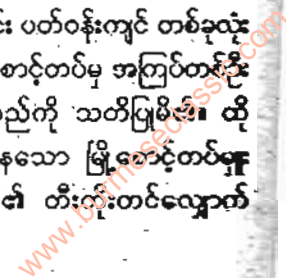 ပတ်ဝန်းကျင် တစ်ခုလုံး
စောင့်တပ်မှ အကြပ်တစ်ဦး
ည်ကို သတိပြုမိ၏။ ထို
နေသော မြို့စောင့်တပ်မှူး
၏ တီးတိုးတင်လျှောက်
www.burmeseclassic.com